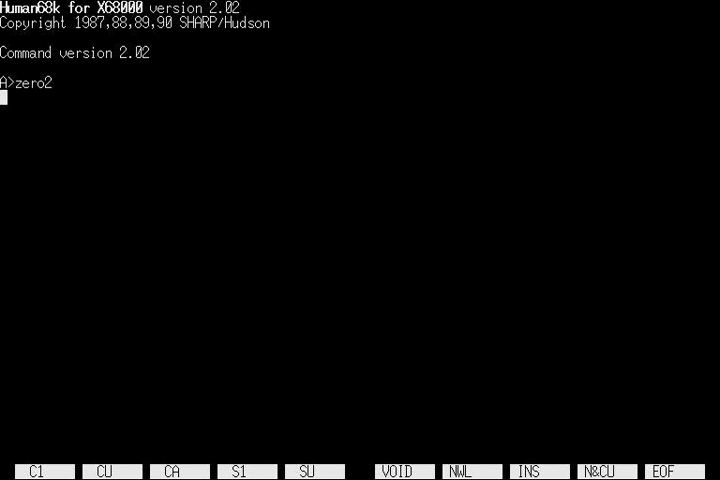 Human68k for X68000 version 2.02
Copyright 1987,88,89,90 SHARP/Hudson
Command version 2.02
A>zero2
C1 CU CA S1 SU VOID NWL INS N&CU EOF